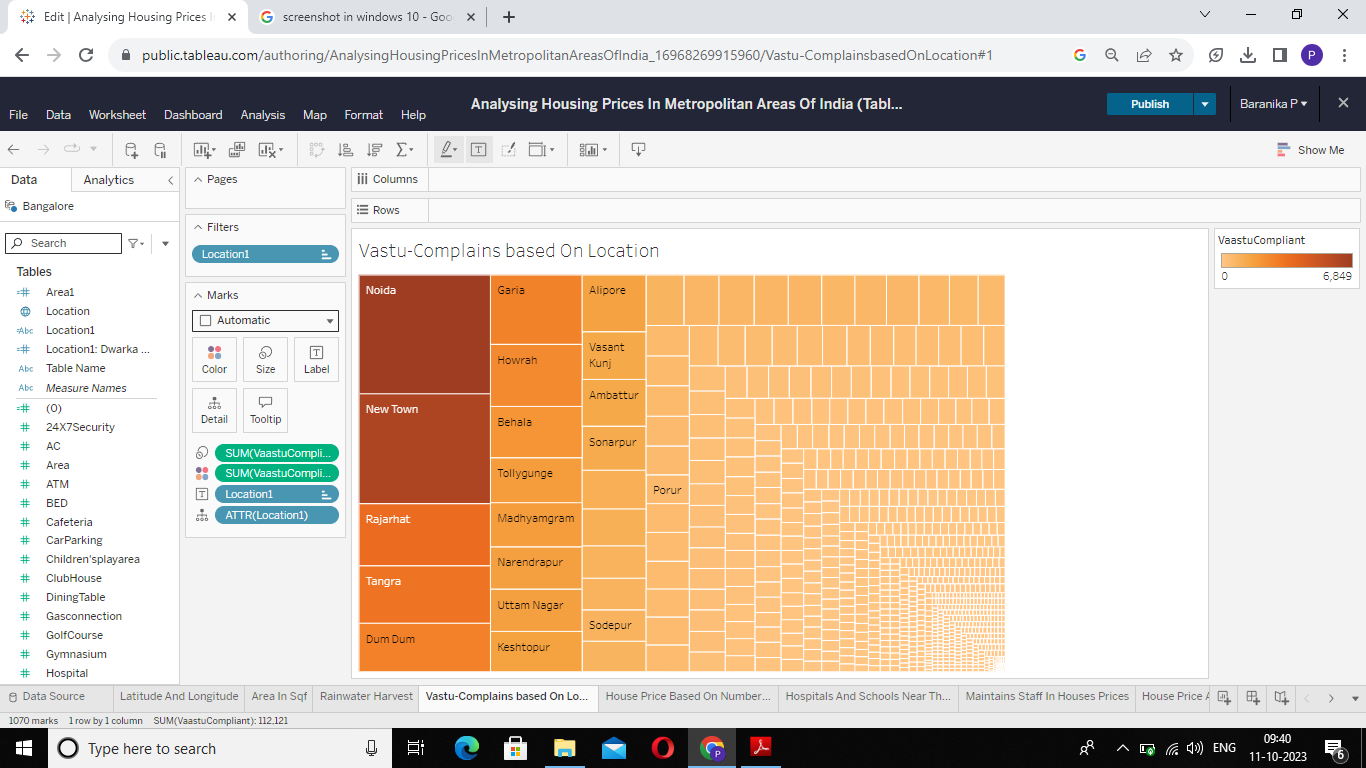 Edit | Analysing Housing Prices I
screenshot in windows 10 - Goo
public.tableau.com/authoring/AnalysingHousingPricesInMetropolitanAreasOfIndia_16968269915960/Vastu-ComplainsbasedOnLocation#1
P
Analysing Housing Prices In Metropolitan Areas Of India (Tabl...
Publish
Baranika P
File Data Worksheet Dashboard Analysis Map Format Help
Show Me
Data Analytics
Bangalore
Search
Tables
Area1
Location
Abc Location1
Location1: Dwarka ...
Abc Table Name
Abc Measure Names
(0)
24X7Security
AC
Area
ATM
BED
Cafeteria
CarParking
Children'splayarea
ClubHouse
DiningTable
Gasconnection
GolfCourse
Gymnasium
Hospital
Pages
Filters
Location1
Marks
Automatic
Color Size Label
Detail Tooltip
SUM(VaastuCompli...
SUM(VaastuCompli...
Location1
ATTR(Location1)
Columns
Rows
Vastu-Complains based On Location
Noida
New Town
Rajarhat
Tangra
Dum Dum
Garia
Howrah
Behala
Tollygunge
Madhyamgram
Narendrapur
Uttam Nagar
Keshtopur
Alipore
Vasant
Kunj
Ambattur
Sonarpur
Sodepur
Porur
VaastuCompliant
0 6,849
Data Source Latitude And Longitude Area In Sqf Rainwater Harvest Vastu-Complains based On Lo... House Price Based On Number... Hospitals And Schools Near Th... Maintains Staff In Houses Prices House Price A
1070 marks 1 row by 1 column SUM(VaastuCompliant): 112,121
Type here to search
P
ENG
09:40
11-10-2023
6